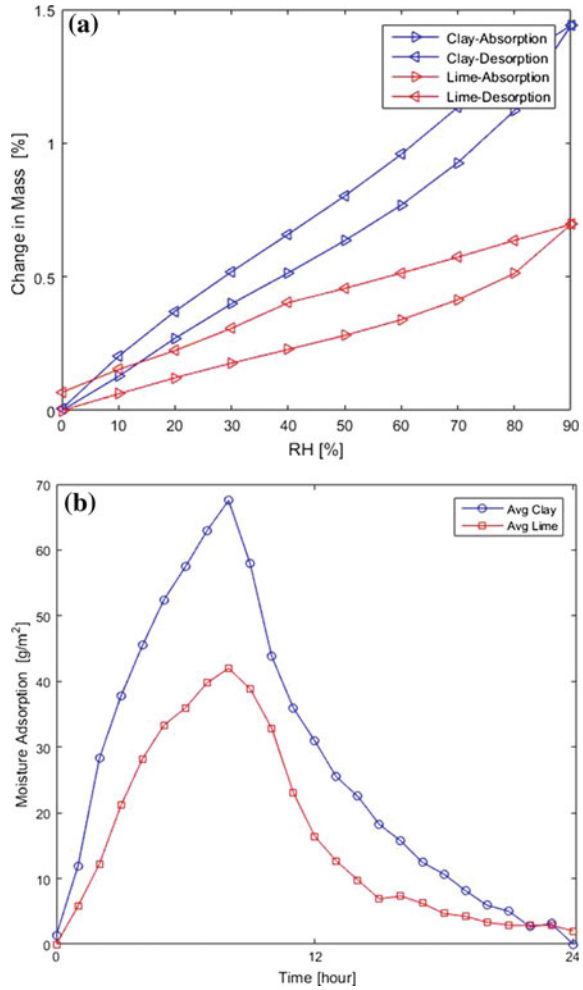 (a)
Clay-Absorption
Clay-Desorption
Lime-Absorption
Lime-Desorption
1.5
1
0.5
0
Change in Mass [%]
0 10 20 30 40 50 60 70 80 90
RH [%]
(b)
Avg Clay
Avg Lime
70
60
50
40
30
20
10
0
Moisture Adsorption [g/m²]
0 12 24
Time [hour]